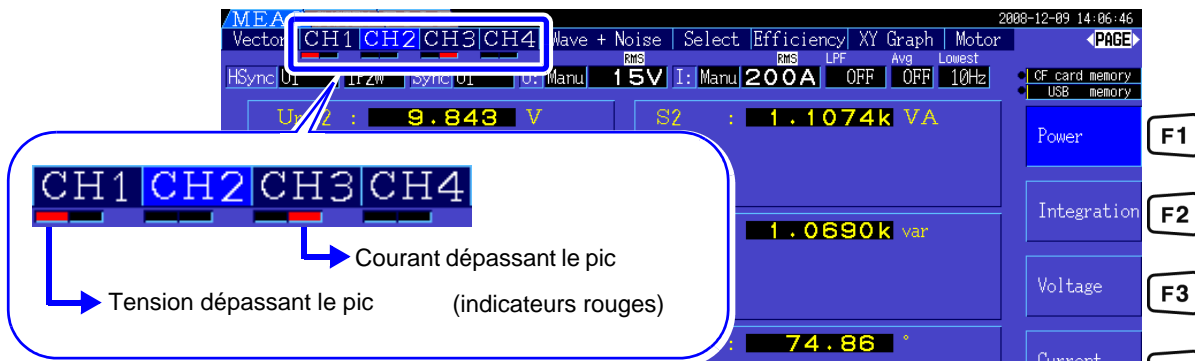 MEA
2008-12-09 14:06:46
Vector CH1 CH2 CH3 CH4 Wave + Noise Select Efficiency XY Graph Motor PAGE
RMS RMS LPF Avg Lowest
HSync U1 1P2W Sync U1 U: Manu 15V I: Manu 200A OFF OFF 10Hz
CF card memory
USB memory
9.843 V S2 : 1.1074k VA
Power F1
CH1 CH2 CH3 CH4
Integration F2
1.0690k var
Courant dépassant le pic
Tension dépassant le pic (indicateurs rouges)
Voltage F3
: 74.86 °
Current